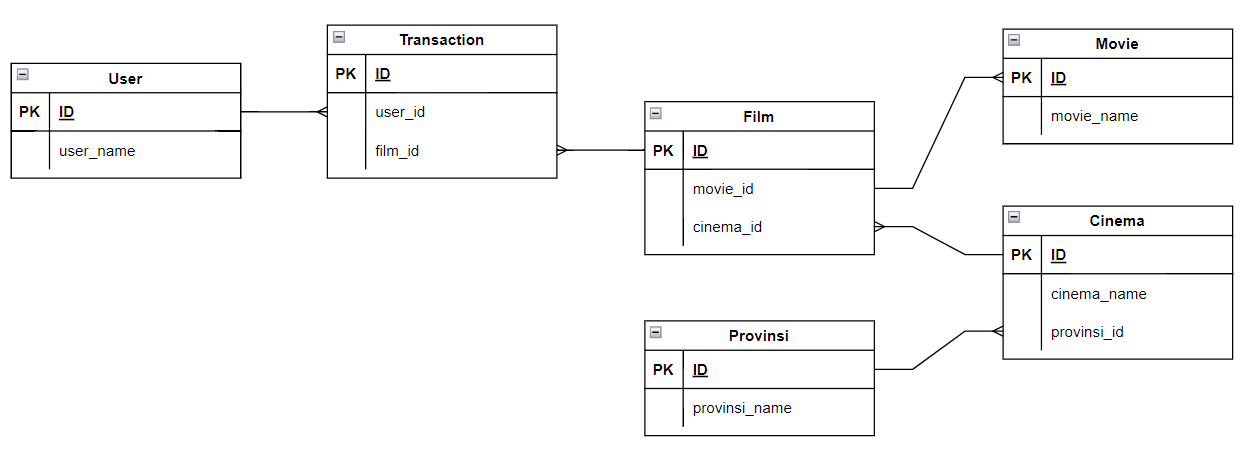 User
PK ID
user_name
Transaction
PK ID
user_id
film_id
Film
PK ID
movie_id
cinema_id
Movie
PK ID
movie_name
Cinema
PK ID
cinema_name
provinsi_id
Provinsi
PK ID
provinsi_name